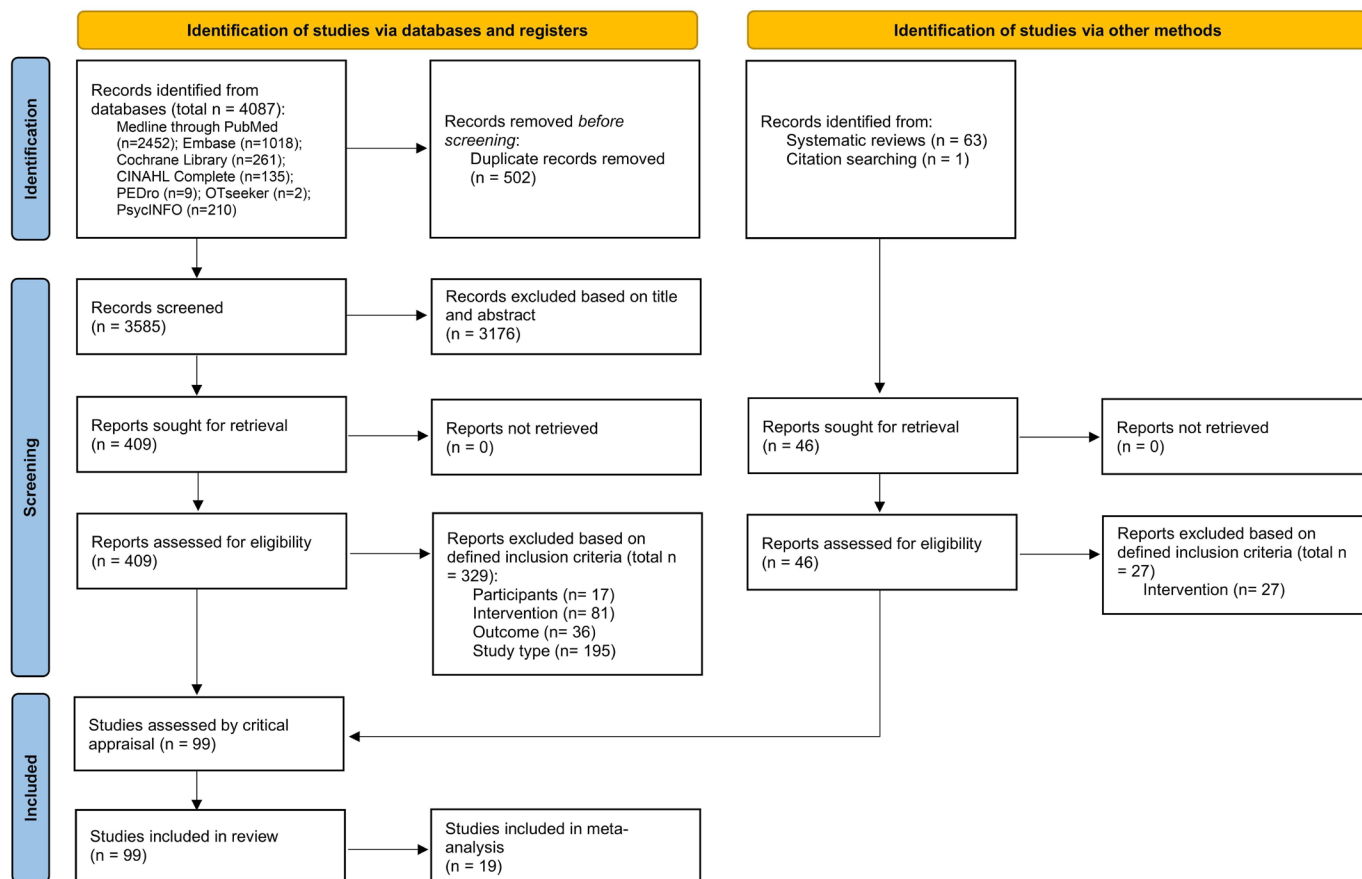 Identification of studies via databases and registers
Identification of studies via other methods
Identification
Records identified from
databases (total n = 4087):
Medline through PubMed
(n=2452); Embase (n=1018);
Cochrane Library (n=261);
CINAHL Complete (n=135);
PEDro (n=9); OTseeker (n=2);
PsycINFO (n=210)
Records removed before
screening:
Duplicate records removed
(n = 502)
Records identified from:
Systematic reviews (n = 63)
Citation searching (n = 1)
Screening
Records screened
(n = 3585)
Records excluded based on title
and abstract
(n = 3176)
Reports sought for retrieval
(n = 409)
Reports not retrieved
(n = 0)
Reports sought for retrieval
(n = 46)
Reports not retrieved
(n = 0)
Reports assessed for eligibility
(n = 409)
Reports excluded based on
defined inclusion criteria (total n
= 329):
Participants (n= 17)
Intervention (n= 81)
Outcome (n= 36)
Study type (n= 195)
Reports assessed for eligibility
(n = 46)
Reports excluded based on
defined inclusion criteria (total n
= 27)
Intervention (n= 27)
Included
Studies assessed by critical
appraisal (n = 99)
Studies included in review
(n = 99)
Studies included in meta-
analysis
(n = 19)